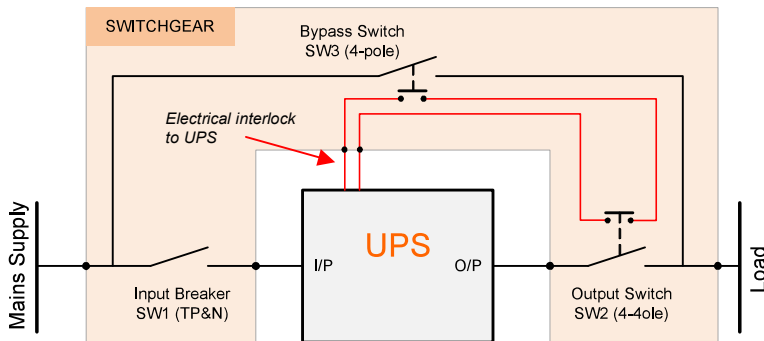 SWITCHGEAR
Bypass Switch
SW3 (4-pole)
Electrical interlock
to UPS
Mains Supply
I/P
UPS
O/P
Load
Input Breaker
SW1 (TP&N)
Output Switch
SW2 (4-4ole)